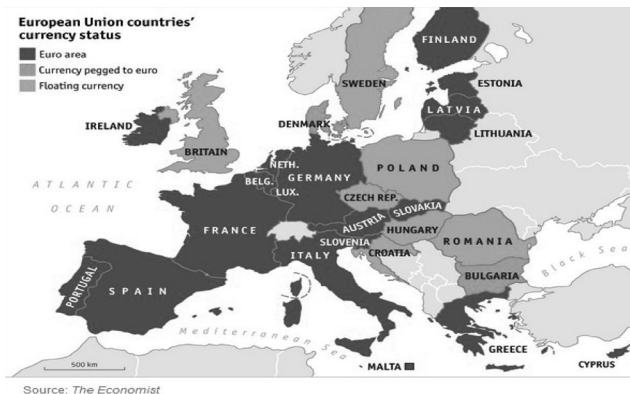 European Union countries'
currency status
Euro area
Currency pegged to euro
Floating currency
FINLAND
SWEDEN
ESTONIA
LATVIA
LITHUANIA
DENMARK
IRELAND
BRITAIN
NETH.
BELG.
LUX.
GERMANY
POLAND
CZECH REP.
SLOVAKIA
AUSTRIA
HUNGARY
ROMANIA
SLOVENIA
CROATIA
BULGARIA
FRANCE
ITALY
PORTUGAL
SPAIN
GREECE
MALTA
CYPRUS
ATLANTIC
OCEAN
Mediterranean Sea
Black Sea
500 km
Source: The Economist